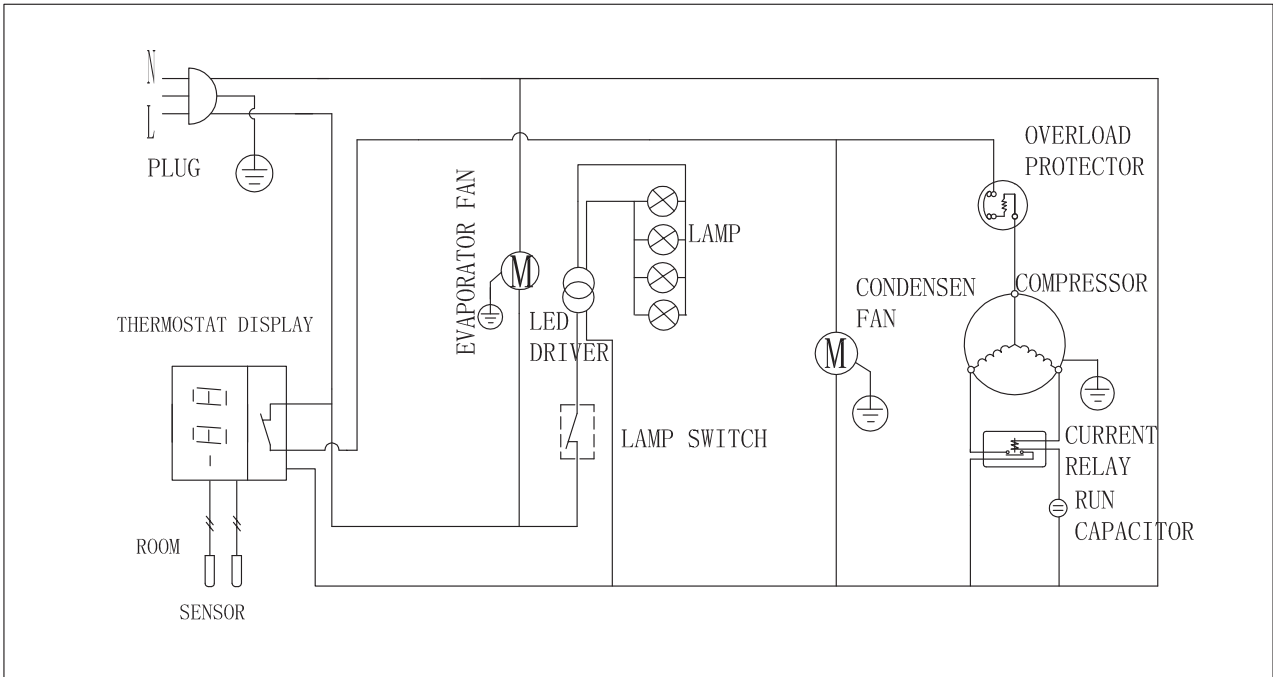 N
L
PLUG
OVERLOAD
PROTECTOR
EVAPORATOR FAN
M
LAMP
CONDENSEN
FAN
COMPRESSOR
THERMOSTAT DISPLAY
LED
DRIVER
M
LAMP SWITCH
CURRENT
RELAY
RUN
CAPACITOR
ROOM
SENSOR